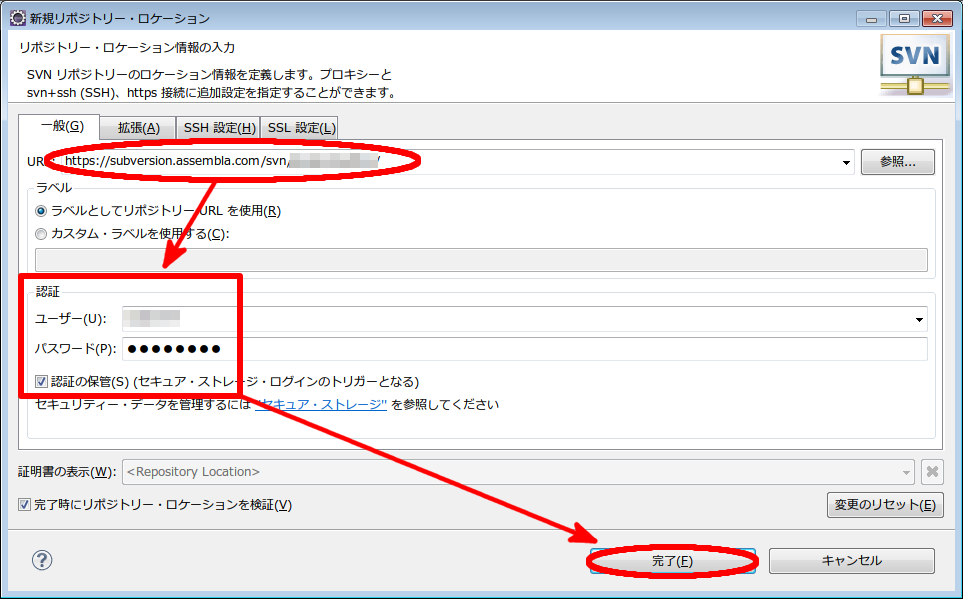 新規リポジトリー・ロケーション
リポジトリー・ロケーション情報の入力
SVN リポジトリーのロケーション情報を定義します。プロキシーと
svn+ssh (SSH)、https 接続に追加設定を指定することができます。
SVN
一般(G) 拡張(A) SSH 設定(H) SSL 設定(L)
URL: https://subversion.assembla.com/svn/ / 参照...
ラベル
ラベルとしてリポジトリー URL を使用(R)
カスタム・ラベルを使用する(C):
認証
ユーザー(U):
パスワード(P): ●●●●●●●●
認証の保管(S) (セキュア・ストレージ・ログインのトリガーとなる)
セキュリティー・データを管理するには "セキュア・ストレージ" を参照してください
証明書の表示(W): <Repository Location>
完了時にリポジトリー・ロケーションを検証(V) 変更のリセット(E)
? 完了(F) キャンセル